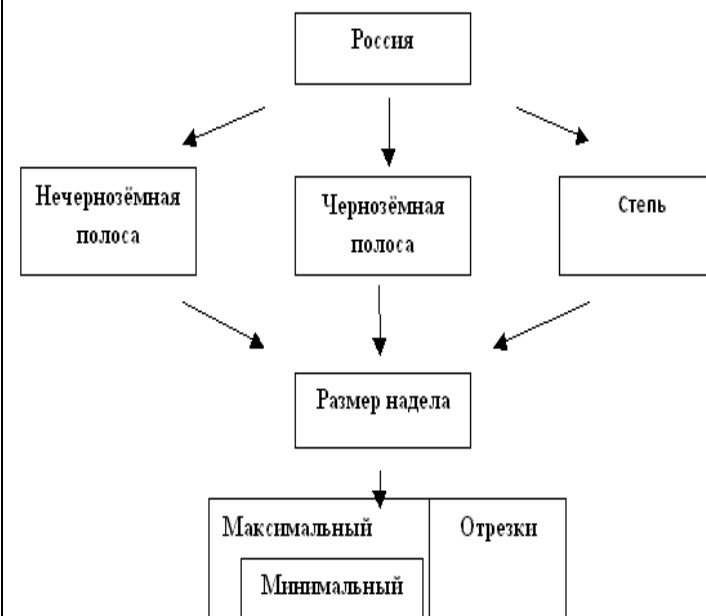 Россия
Нечернозёмная
полоса
Чернозёмная
полоса
Степь
Размер надела
Максимальный
Отрезки
Минимальный